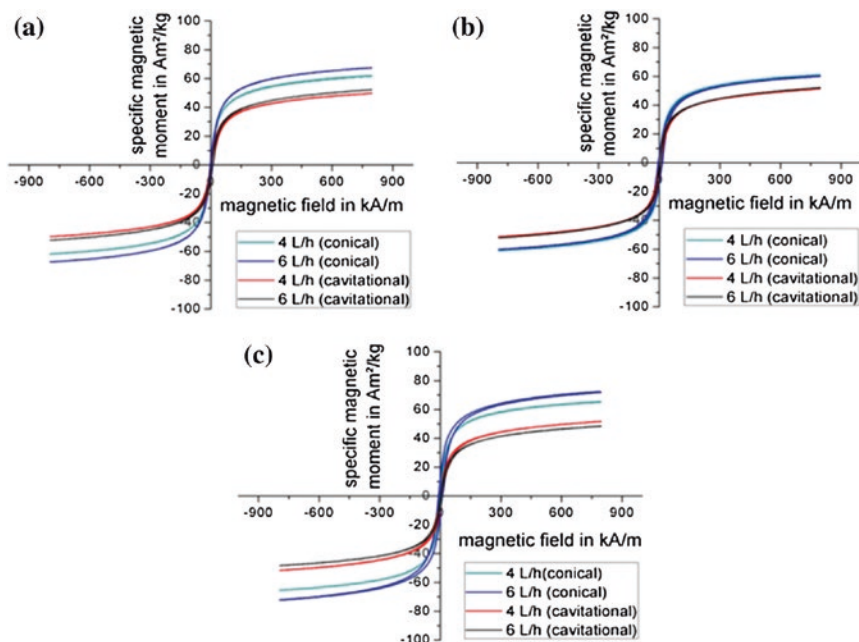 (a)
specific magnetic
moment in Am²/kg
100
80
60
40
20
0
-900
-600
-300
0
300
600
900
magnetic field in kA/m
-20
-40
-60
-80
-100
4 L/h (conical)
6 L/h (conical)
4 L/h (cavitational)
6 L/h (cavitational)
(b)
specific magnetic
moment in Am²/kg
100
80
60
40
20
0
-900
-600
-300
0
300
600
900
magnetic field in kA/m
-20
-40
-60
-80
-100
4 L/h (conical)
6 L/h (conical)
4 L/h (cavitational)
6 L/h (cavitational)
(c)
specific magnetic
moment in Am²/kg
100
80
60
40
20
0
-900
-600
-300
0
300
600
900
magnetic field in kA/m
-20
-40
-60
-80
-100
4 L/h(conical)
6 L/h (conical)
4 L/h (cavitational)
6 L/h (cavitational)